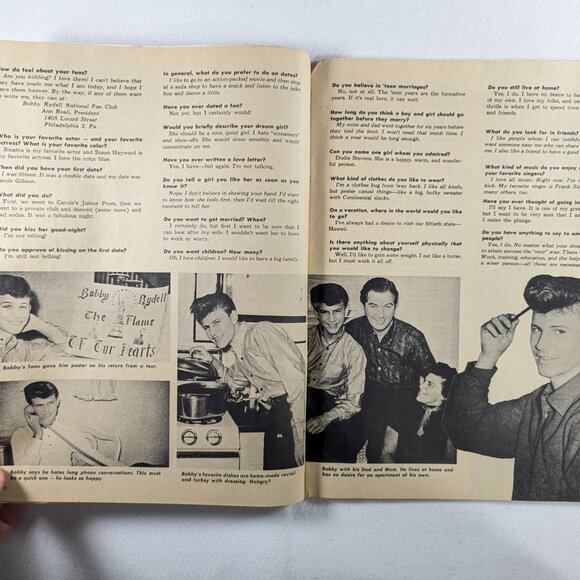 How do feel about your fans?
Are you kidding? I love them! I can't believe that
they have made me what I am today, and I hope I
have them forever. By the way, if any of them want
to write me, they can at:
Bobby Rydell National Fan Club
Ann Reali, President
1405 Locust Street
Philadelphia 2, Pa.
Who is your favorite actor — and your favorite
actress? What is your favorite color?
Sinatra is my favorite actor and Susan Hayward is
my favorite actress. I love the color blue.
When did you have your first date?
I was fifteen. It was a double date and my date was
Carole Gibson.
What did you do?
First, we went to Carole's Junior Prom, then we
went to a private club and danced (some more) and
had sodas. It was a fabulous night.
Did you kiss her good-night?
I'm not telling!
Do you approve of kissing on the first date?
I'm still not telling!
In general, what do you prefer to do on dates?
I like to go to an action-packed movie and then stop
at a soda shop to have a snack and listen to the juke
box and dance a little.
Have you ever dated a fan?
Not yet, but I certainly would!
Would you briefly describe your dream girl?
She should be a nice, quiet girl. I hate "screamers"
and show-offs. She would dress sensibly and would
concentrate on me.
Have you ever written a love letter?
Yes, I have—but again, I'm not talking.
Do you tell a girl you like her as soon as you
know it?
Nope. I don't believe in showing your hand. I'd want
to know how she feels first, then I'd wait till the right
moment to tell her.
Do you want to get married? When?
I certainly do, but first I want to be sure that I
can look after my wife. I wouldn't want her to have
to work or worry.
Do you want children? How many?
Oh, I love children. I would like to have a big family
Bobby Rydell
The Flame
OF Our Hearts
Bobby's fans gave him poster on his return from a tour.
Bobby says he hates long phone conversations. This must
be a quick one — he looks so happy.
Bobby's favorite dishes are home-made ravioli
and turkey with dressing. Hungry?
Do you believe in 'teen marriages?
No, not at all. The 'teen years are the formative
years. If it's real love, it can wait.
How long do you think a boy and girl should go
together before they marry?
My mom and dad went together for six years before
they tied the knot. I won't need that much time. I
think a year would be long enough.
Can you name one girl whom you admired?
Dodie Stevens. She is a happy, warm, and wonder-
ful person.
What kind of clothes do you like to wear?
I'm a clothes bug from way back. I like all kinds,
but prefer casual things—like a big, bulky sweater
with Continental slacks.
On a vacation, where in the world would you like
to go?
I've always had a desire to visit our fiftieth state—
Hawaii.
Is there anything about yourself physically that
you would like to change?
Well, I'd like to gain some weight. I eat like a horse,
but I must work it all off.
Bobby with his Dad and Mom. He lives at home and
has no desire for an apartment of his own.
Do you still live at home?
Yes, I do. I have no desire to ha
of my own. I love my folks, and on
thrills is when I get to spend time
and friends.
What do you look for in friends
I like people whom I can confid
want someone near me who can share
me. I also like a friend to have a good
What kind of music do you enjoy
your favorite singers?
I love all music. Right now, I'm
kick. My favorite singer is Frank Sin
many others, too.
Have you ever thought of going in
I'll say I have. It is one of my great
but I want to be very sure that I am
I make the plunge.
Do you have anything to say to am
people?
Yes, I do. No matter what your choic
to attain success the "easy" way. There i
Work, training, education, and the help
a wiser person—all these are necessary